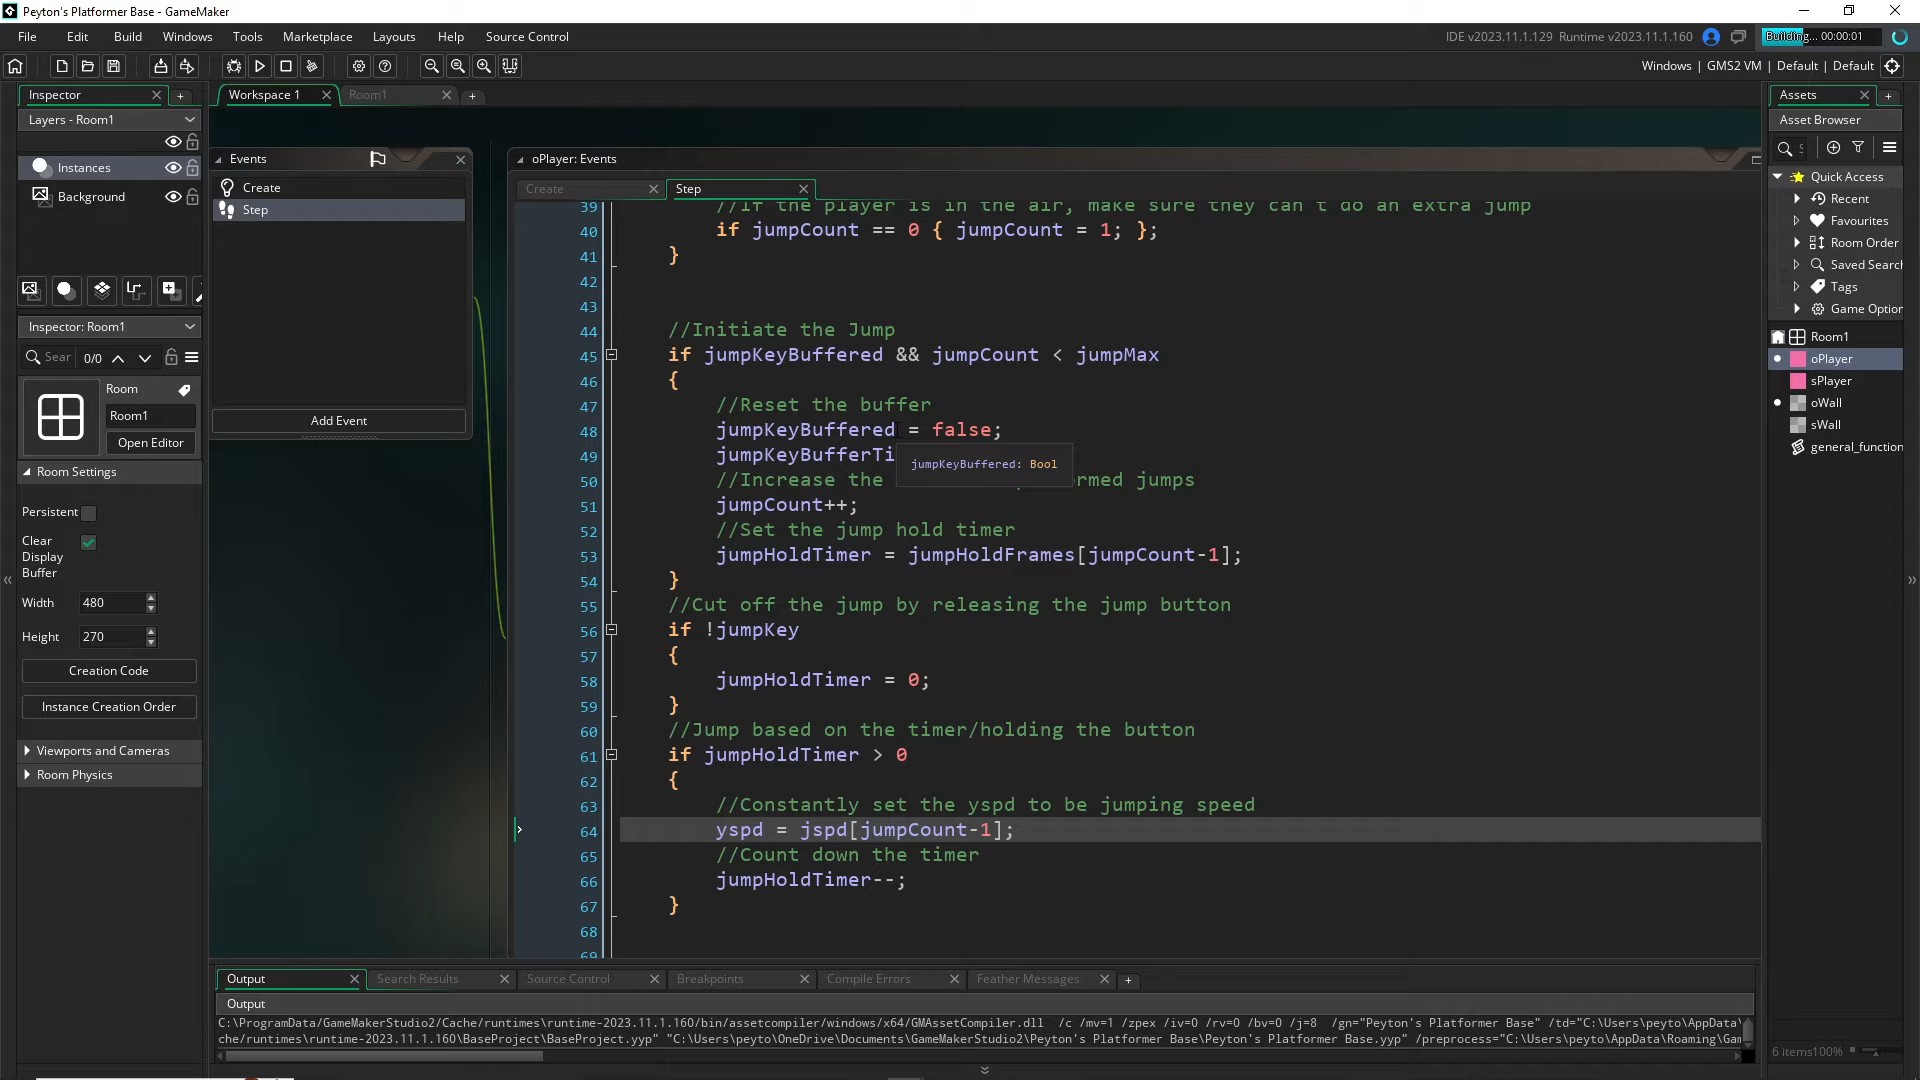 Peyton's Platformer Base - GameMaker
File Edit Build Windows Tools Marketplace Layouts Help Source Control
IDE v2023.11.1.129 Runtime v2023.11.1.160
Building... 00:00:01
Windows | GMS2 VM | Default | Default
Inspector
Layers - Room1
Instances
Background
Inspector: Room1
Sear 0/0
Room
Room1
Open Editor
Room Settings
Persistent
Clear
Display
Buffer
Width 480
Height 270
Creation Code
Instance Creation Order
Viewports and Cameras
Room Physics
Workspace 1
Room1
Events
Create
Step
Add Event
oPlayer: Events
Create Step
39 //If the player is in the air, make sure they can't do an extra jump
40 if jumpCount == 0 { jumpCount = 1; };
41 }
42
43
44 //Initiate the Jump
45 if jumpKeyBuffered && jumpCount < jumpMax
46 {
47 //Reset the buffer
48 jumpKeyBuffered = false;
49 jumpKeyBufferTi
jumpKeyBuffered: Bool
50 //Increase the rmed jumps
51 jumpCount++;
52 //Set the jump hold timer
53 jumpHoldTimer = jumpHoldFrames[jumpCount-1];
54 }
55 //Cut off the jump by releasing the jump button
56 if !jumpKey
57 {
58 jumpHoldTimer = 0;
59 }
60 //Jump based on the timer/holding the button
61 if jumpHoldTimer > 0
62 {
63 //Constantly set the yspd to be jumping speed
64 yspd = jspd[jumpCount-1];
65 //Count down the timer
66 jumpHoldTimer--;
67 }
68
69
Output Search Results Source Control Breakpoints Compile Errors Feather Messages
Output
C:\ProgramData/GameMakerStudio2/Cache/runtimes\runtime-2023.11.1.160/bin/assetcompiler/windows/x64/GMAssetCompiler.dll /c /mv=1 /zpex /iv=0 /rv=0 /bv=0 /j=8 /gn="Peyton's Platformer Base" /td="C:\Users\peyto\AppData\
che/runtimes\runtime-2023.11.1.160\BaseProject\BaseProject.yyp" "C:\Users\peyto\OneDrive\Documents\GameMakerStudio2\Peyton's Platformer Base\Peyton's Platformer Base.yyp" /preprocess="C:\Users\peyto\AppData\Roaming\Gam
Assets
Asset Browser
S
Quick Access
Recent
Favourites
Room Order
Saved Searc
Tags
Game Option
Room1
oPlayer
sPlayer
oWall
sWall
general_function
6 items 100%